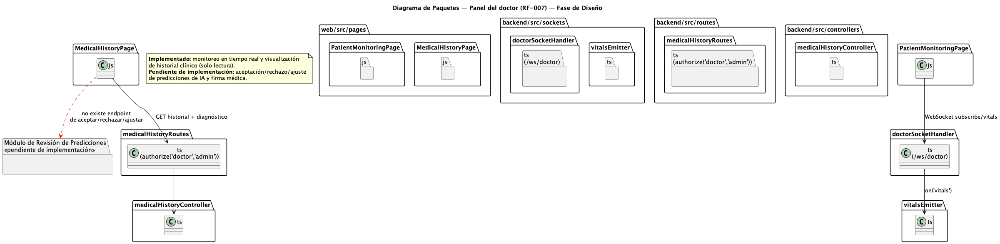 Diagrama de Paquetes — Panel del doctor (RF-007) — Fase de Diseño
MedicalHistoryPage
C js
Implementado: monitoreo en tiempo real y visualización
de historial clínico (solo lectura).
Pendiente de implementación: aceptación/rechazo/ajuste
de predicciones de IA y firma médica.
web/src/pages
PatientMonitoringPage
js
MedicalHistoryPage
js
backend/src/sockets
doctorSocketHandler
ts
(/ws/doctor)
vitalsEmitter
ts
backend/src/routes
medicalHistoryRoutes
ts
(authorize('doctor','admin'))
backend/src/controllers
medicalHistoryController
ts
PatientMonitoringPage
C js
no existe endpoint
de aceptar/rechazar/ajustar
GET historial + diagnóstico
WebSocket subscribe/vitals
Módulo de Revisión de Predicciones
«pendiente de implementación»
medicalHistoryRoutes
C ts
(authorize('doctor','admin'))
doctorSocketHandler
C ts
(/ws/doctor)
on('vitals')
medicalHistoryController
C ts
vitalsEmitter
C ts